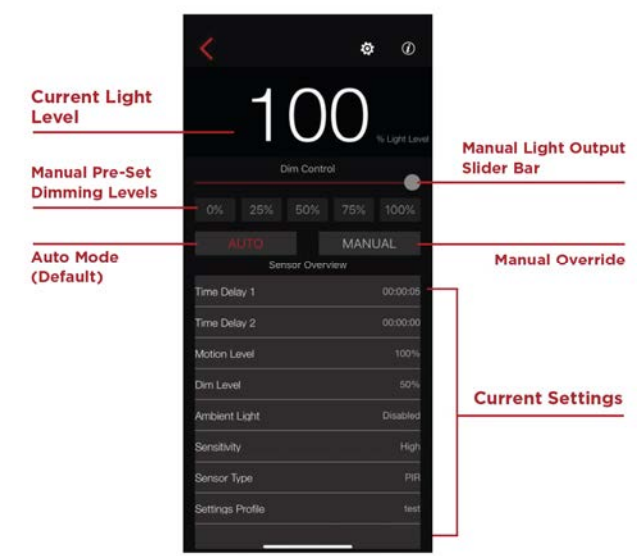 Current Light
Level
100
% Light Level
Manual Light Output
Slider Bar
Dim Control
Manual Pre-Set
Dimming Levels
0% 25% 50% 75% 100%
AUTO MANUAL
Auto Mode
(Default)
Manual Override
Sensor Overview
Time Delay 1 00:00:05
Time Delay 2 00:00:00
Motion Level 100%
Dim Level 50%
Ambient Light Disabled
Current Settings
Sensitivity High
Sensor Type PIR
Settings Profile test